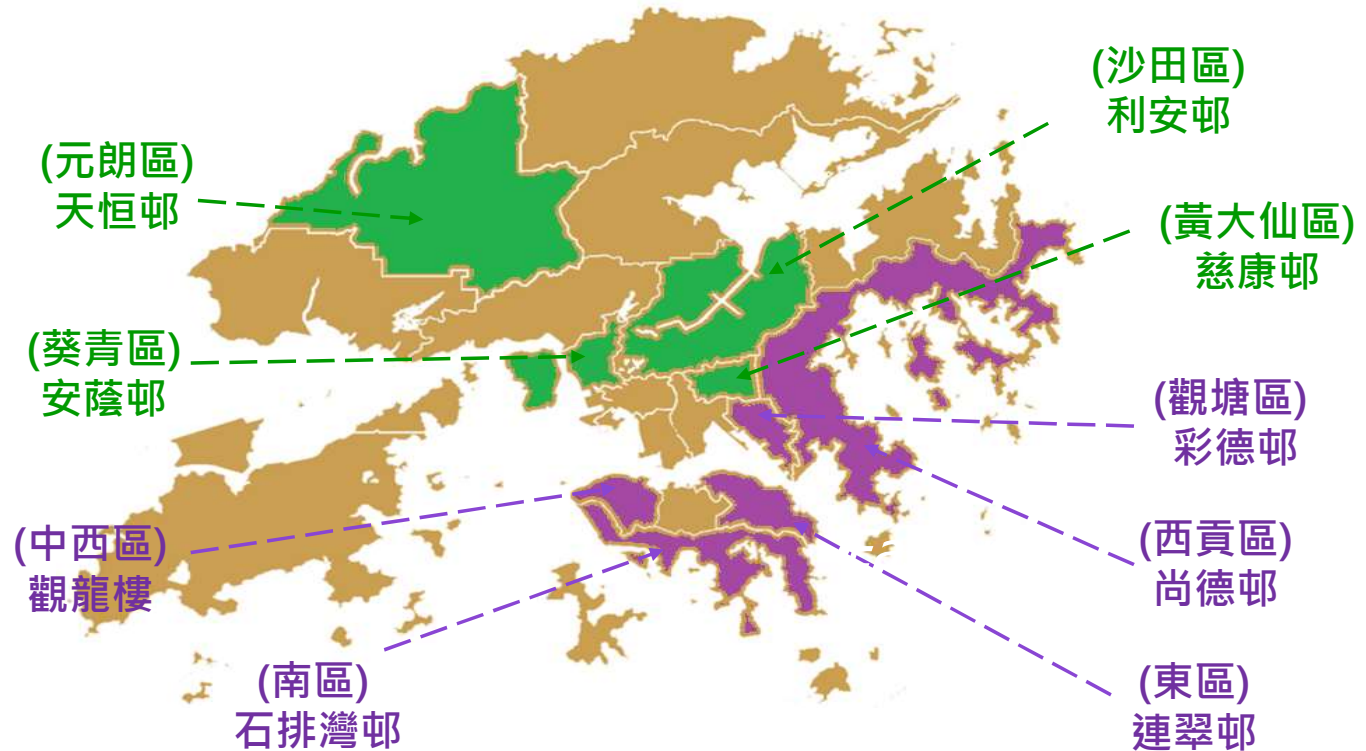 (沙田區)
利安邨
(元朗區)
天恒邨
(黃大仙區)
慈康邨
(葵青區)
安蔭邨
(觀塘區)
彩德邨
(中西區)
觀龍樓
(西貢區)
尚德邨
(南區)
石排灣邨
(東區)
連翠邨